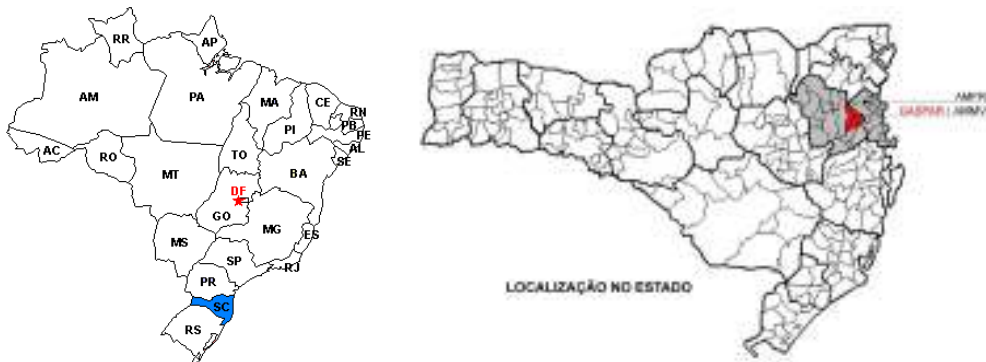 RR
AP
AM
PA
MA
CE
RN
PB
PE
PI
AL
SE
AC
RO
TO
BA
MT
DF
GO
MG
ES
MS
SP
RJ
PR
SC
RS
GASPAR |
LOCALIZAÇÃO NO ESTADO